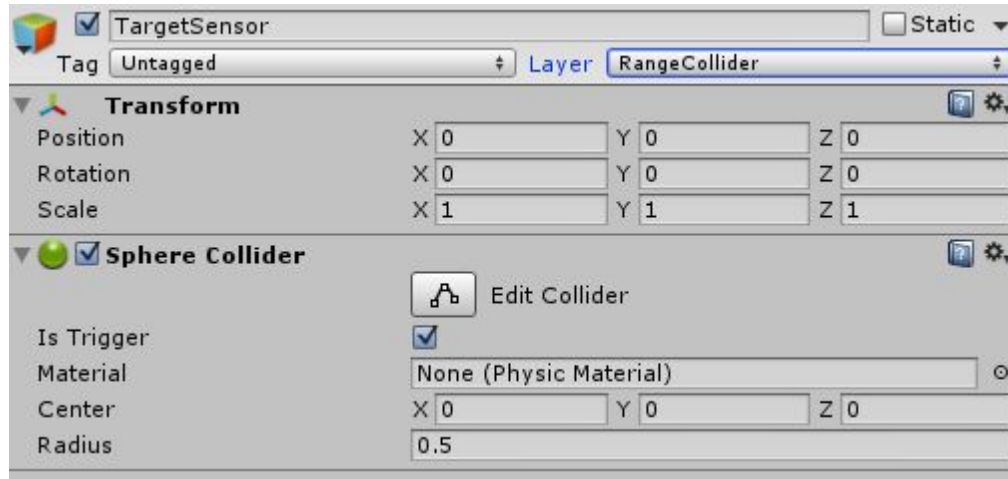 TargetSensor Static
Tag Untagged Layer RangeCollider
Transform
Position X 0 Y 0 Z 0
Rotation X 0 Y 0 Z 0
Scale X 1 Y 1 Z 1
Sphere Collider
Edit Collider
Is Trigger
Material None (Physic Material)
Center X 0 Y 0 Z 0
Radius 0.5